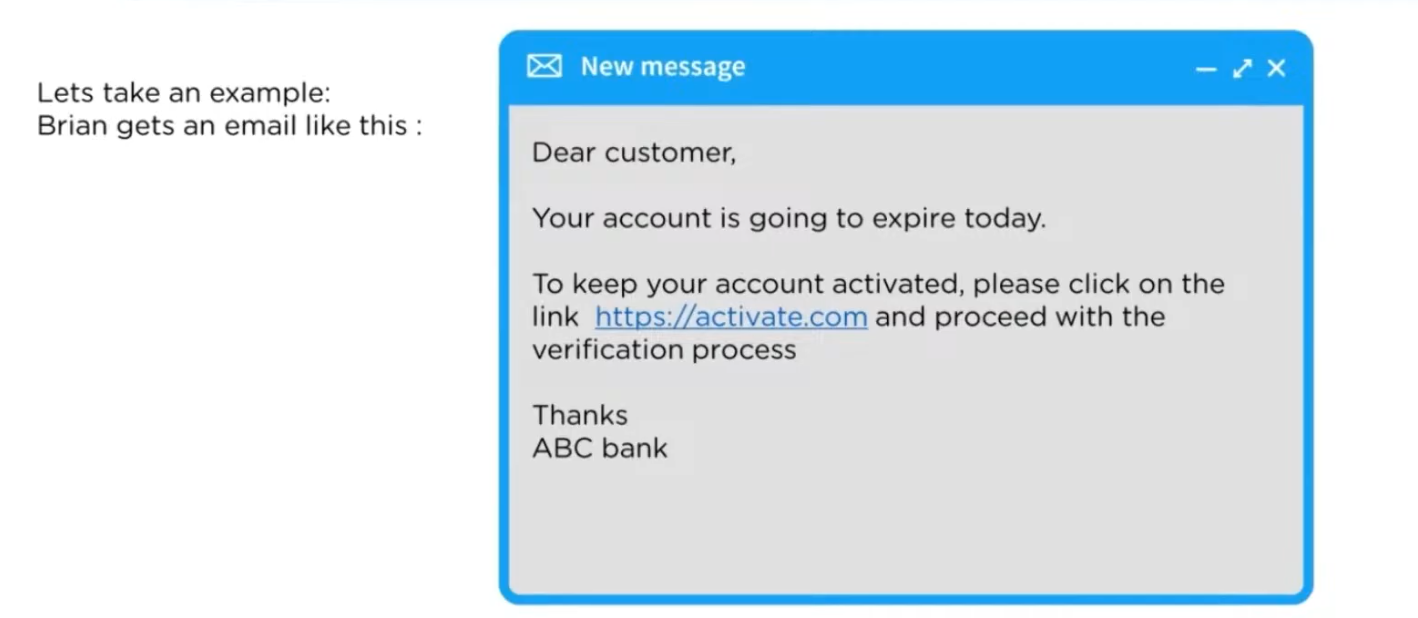 Lets take an example:
Brian gets an email like this :
New message
Dear customer,
Your account is going to expire today.
To keep your account activated, please click on the
link https://activate.com and proceed with the
verification process
Thanks
ABC bank